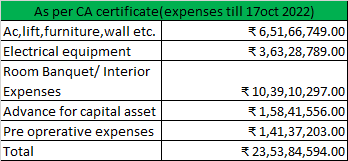 As per CA certificate(expenses till 17oct 2022)
Ac,lift,furniture,wall etc. ₹ 6,51,66,749.00
Electrical equipment ₹ 3,63,28,789.00
Room Banquet/ Interior
Expenses ₹ 10,39,10,297.00
Advance for capital asset ₹ 1,58,41,556.00
Pre oprerative expenses ₹ 1,41,37,203.00
Total ₹ 23,53,84,594.00